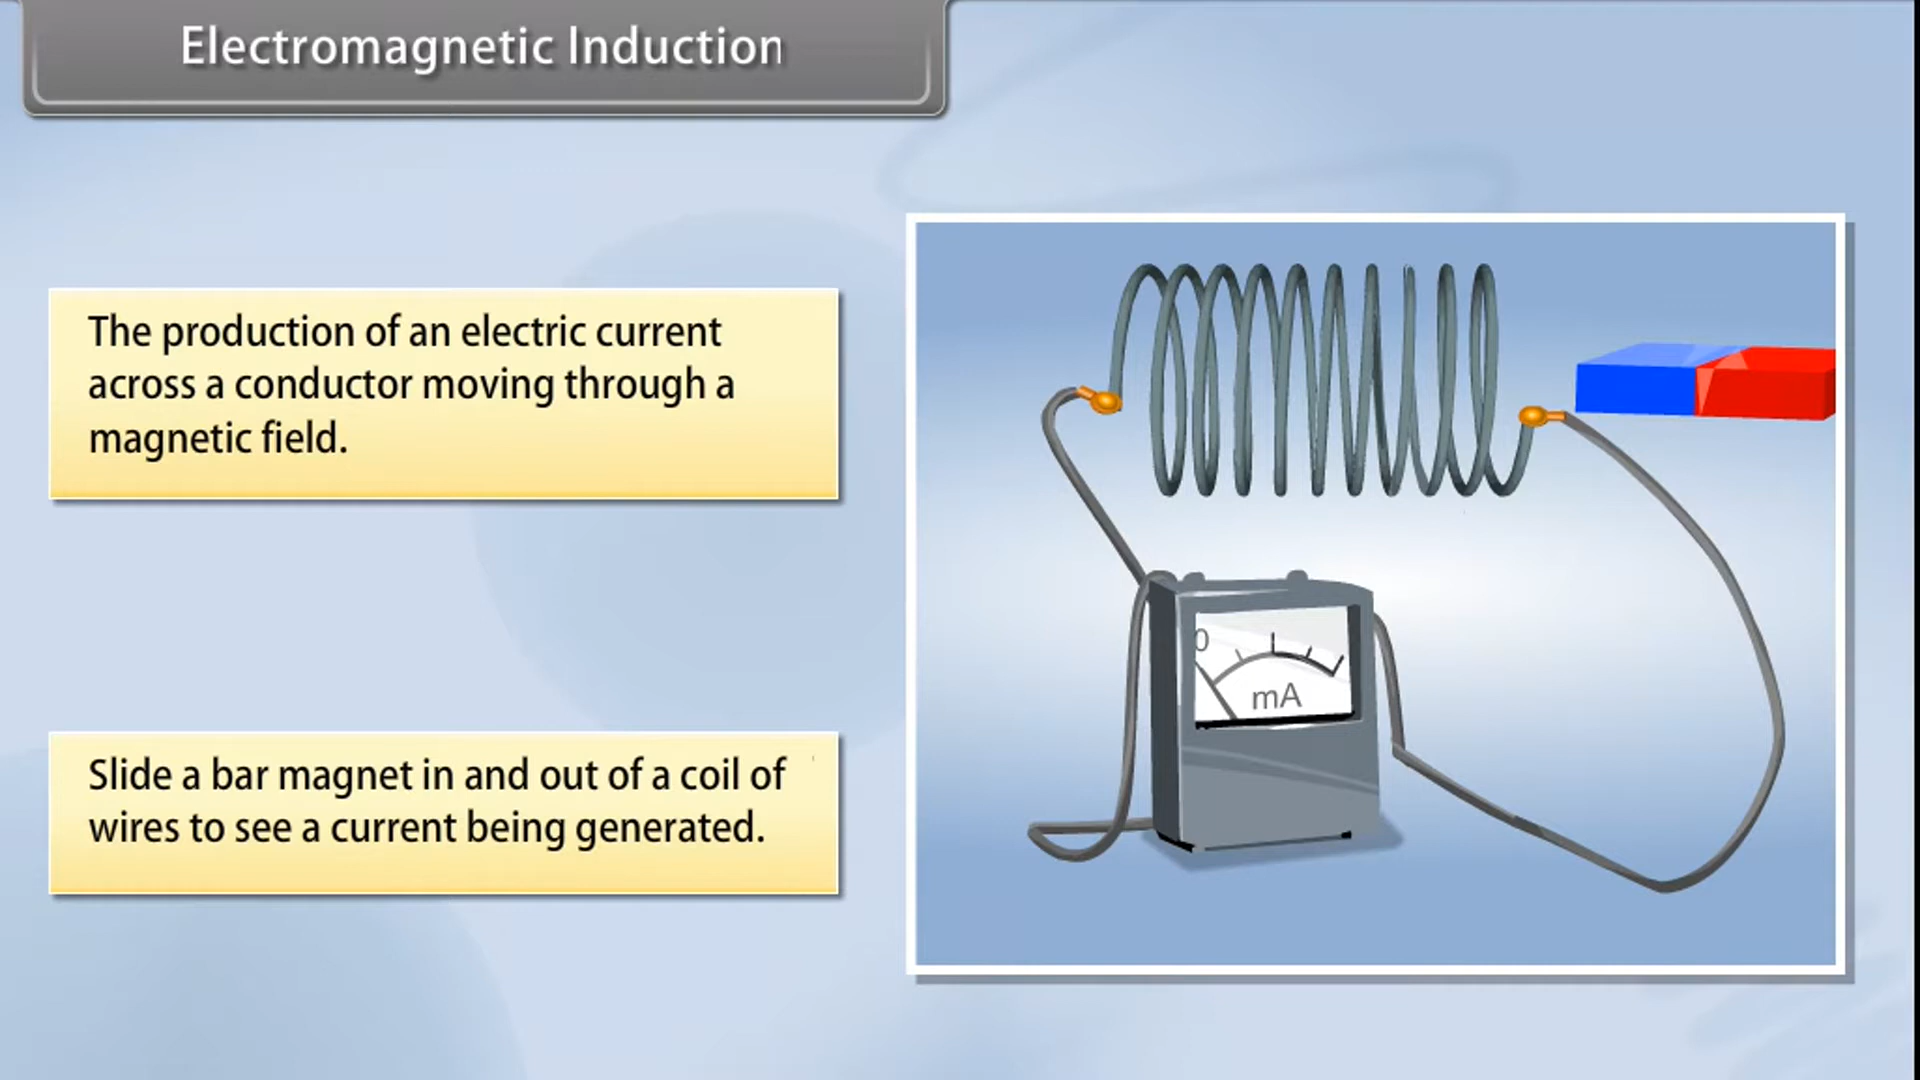 Electromagnetic Induction
The production of an electric current
across a conductor moving through a
magnetic field.
Slide a bar magnet in and out of a coil of
wires to see a current being generated.
0
mA